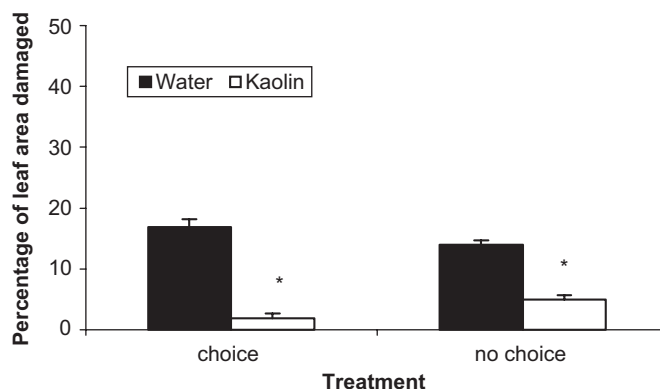 Percentage of leaf area damaged
50
40
30
20
10
0
Water Kaolin
*
*
choice no choice
Treatment